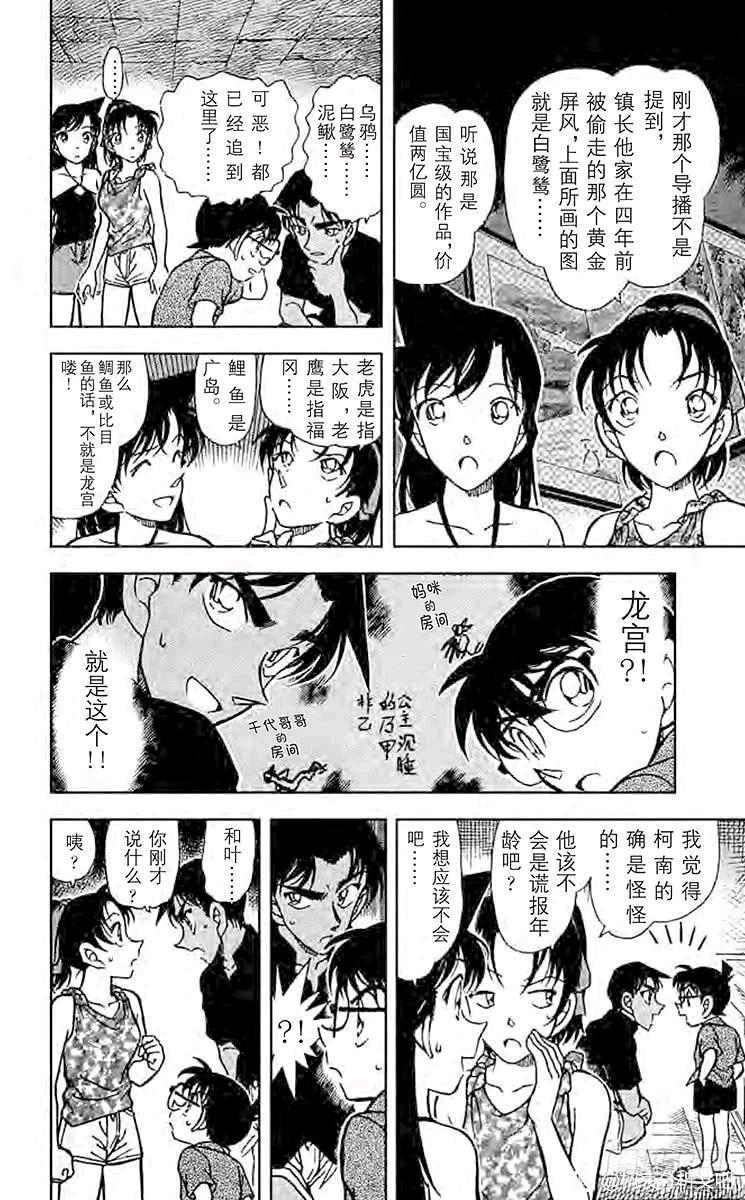 刚才那个导播不是
提到，
镇长他家在四年前
被偷走的那个黄金
屏风，上面所画的图
就是白鹭鸶……
听说那是
国宝级的作品，价
值两亿圆。
乌鸦……
白鹭鸶……
泥鳅……
可恶！都
已经追到
这里了……
……
老虎是指
大阪，老
鹰是指福
冈……
鲤鱼是
广岛。
那么
鲷鱼或比目
鱼的话，不就是龙宫
喽！
龙宫
?!
妈咪
的
房间
公主沉睡
的乃甲
非乙
千代哥哥
的
房间
就是这个!!
我觉得
柯南的
确是怪怪
的……
他该不
会是谎报年
龄吧？
我想应该不会
吧……
?!
和叶……
你刚才
说什么？
咦？